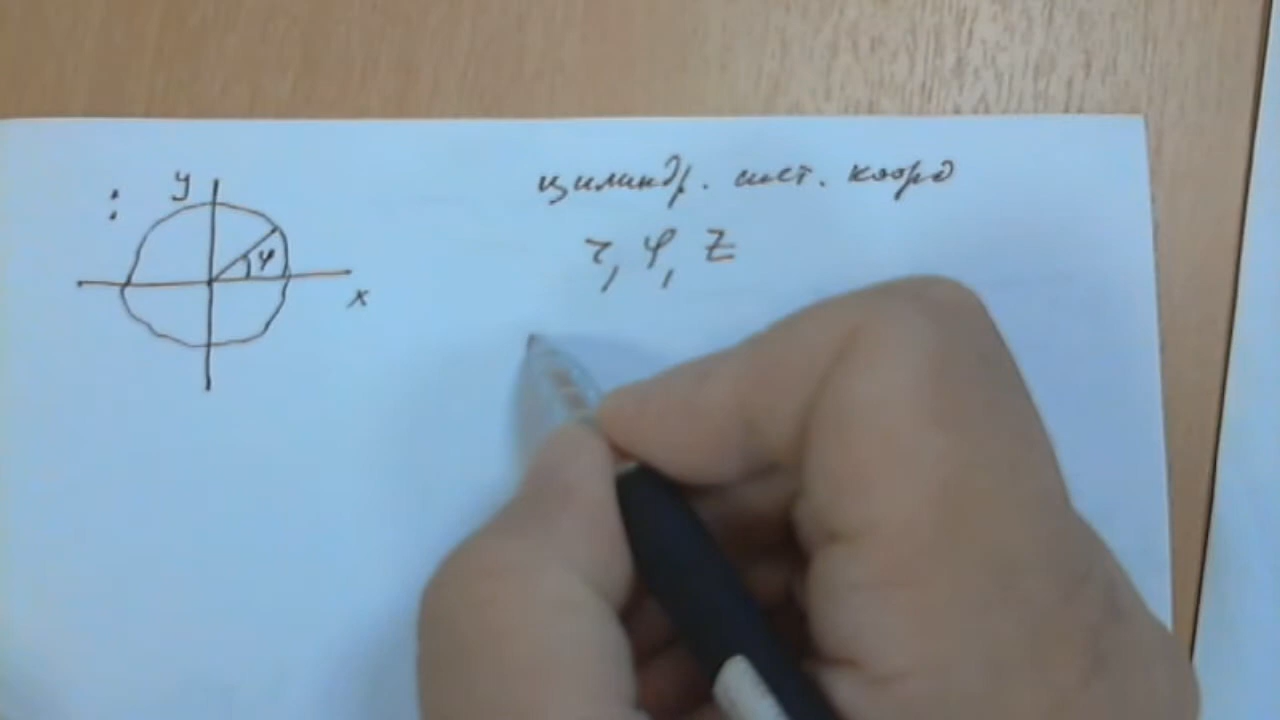 y
:
φ
x
цилиндр. сист. коорд
r, φ, z